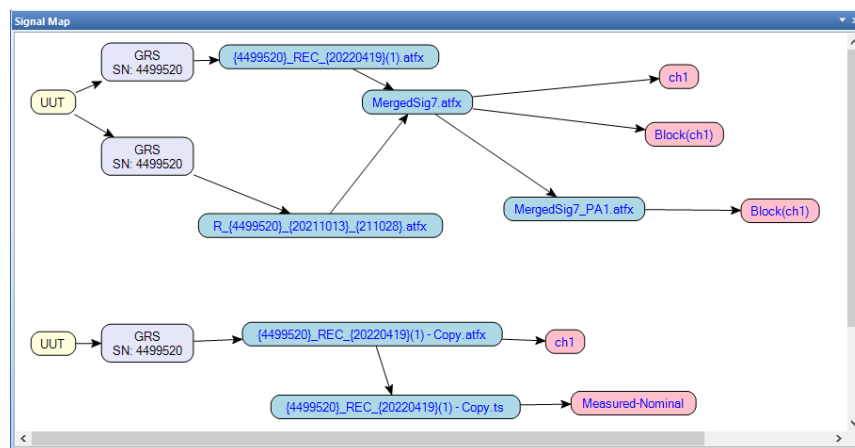 Signal Map
GRS
SN: 4499520
{4499520}_REC_{20220419}(1).atfx
ch1
UUT
MergedSig7.atfx
Block(ch1)
GRS
SN: 4499520
MergedSig7_PA1.atfx
Block(ch1)
R_{4499520}_{20211013}_{211028}.atfx
UUT
GRS
SN: 4499520
{4499520}_REC_{20220419}(1) - Copy.atfx
ch1
{4499520}_REC_{20220419}(1) - Copy.ts
Measured-Nominal